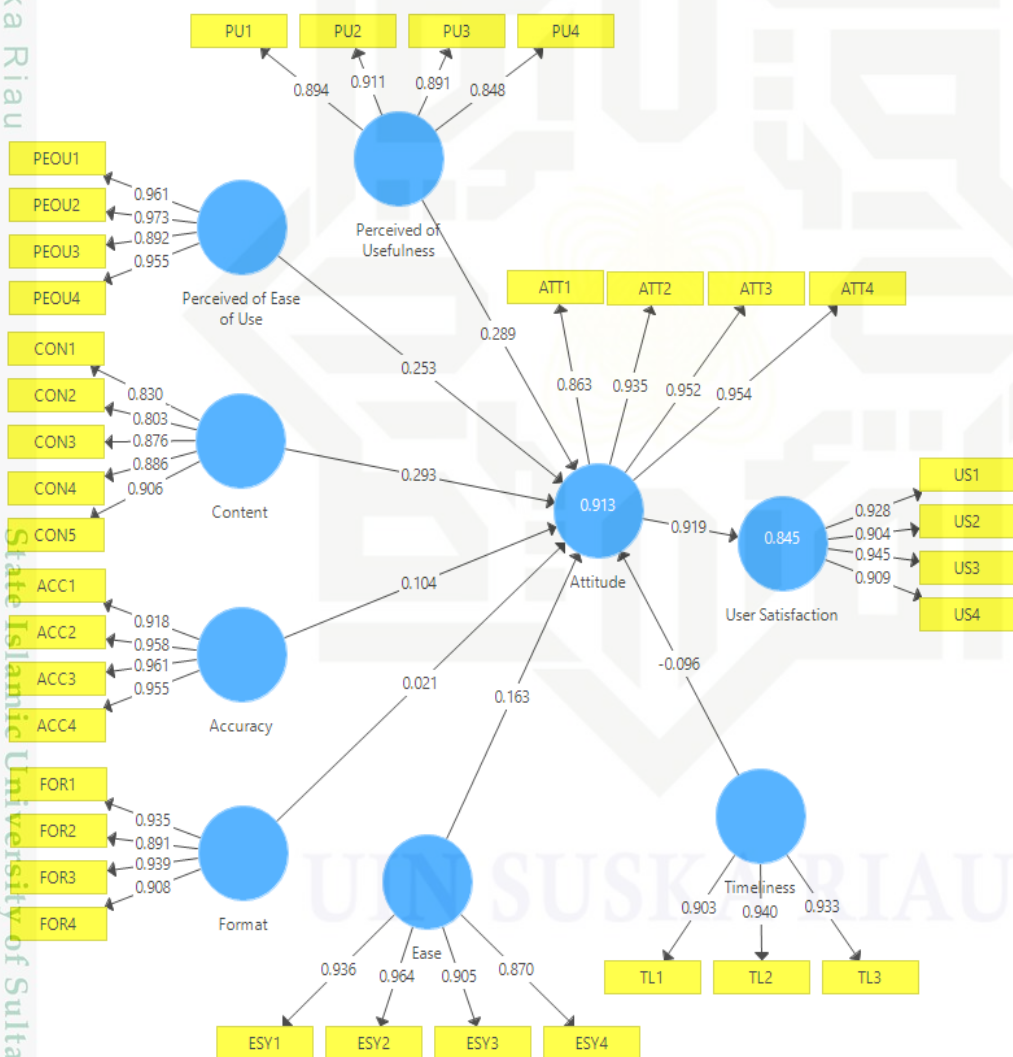 PU1
PU2
PU3
PU4
0.894
0.911
0.891
0.848
Perceived of
Usefulness
PEOU1
PEOU2
PEOU3
PEOU4
0.961
0.973
0.892
0.955
Perceived of Ease
of Use
0.289
0.253
ATT1
ATT2
ATT3
ATT4
0.863
0.935
0.952
0.954
CON1
CON2
CON3
CON4
CON5
0.830
0.803
0.876
0.886
0.906
Content
0.293
0.913
Attitude
0.919
0.845
User Satisfaction
US1
US2
US3
US4
0.928
0.904
0.945
0.909
ACC1
ACC2
ACC3
ACC4
0.918
0.958
0.961
0.955
Accuracy
0.104
0.021
0.163
-0.096
FOR1
FOR2
FOR3
FOR4
0.935
0.891
0.939
0.908
Format
Ease
0.936
0.964
0.905
0.870
ESY1
ESY2
ESY3
ESY4
Timeliness
0.903
0.940
0.933
TL1
TL2
TL3
UIN SUSKA RIAU
Riau
State Islamic University of